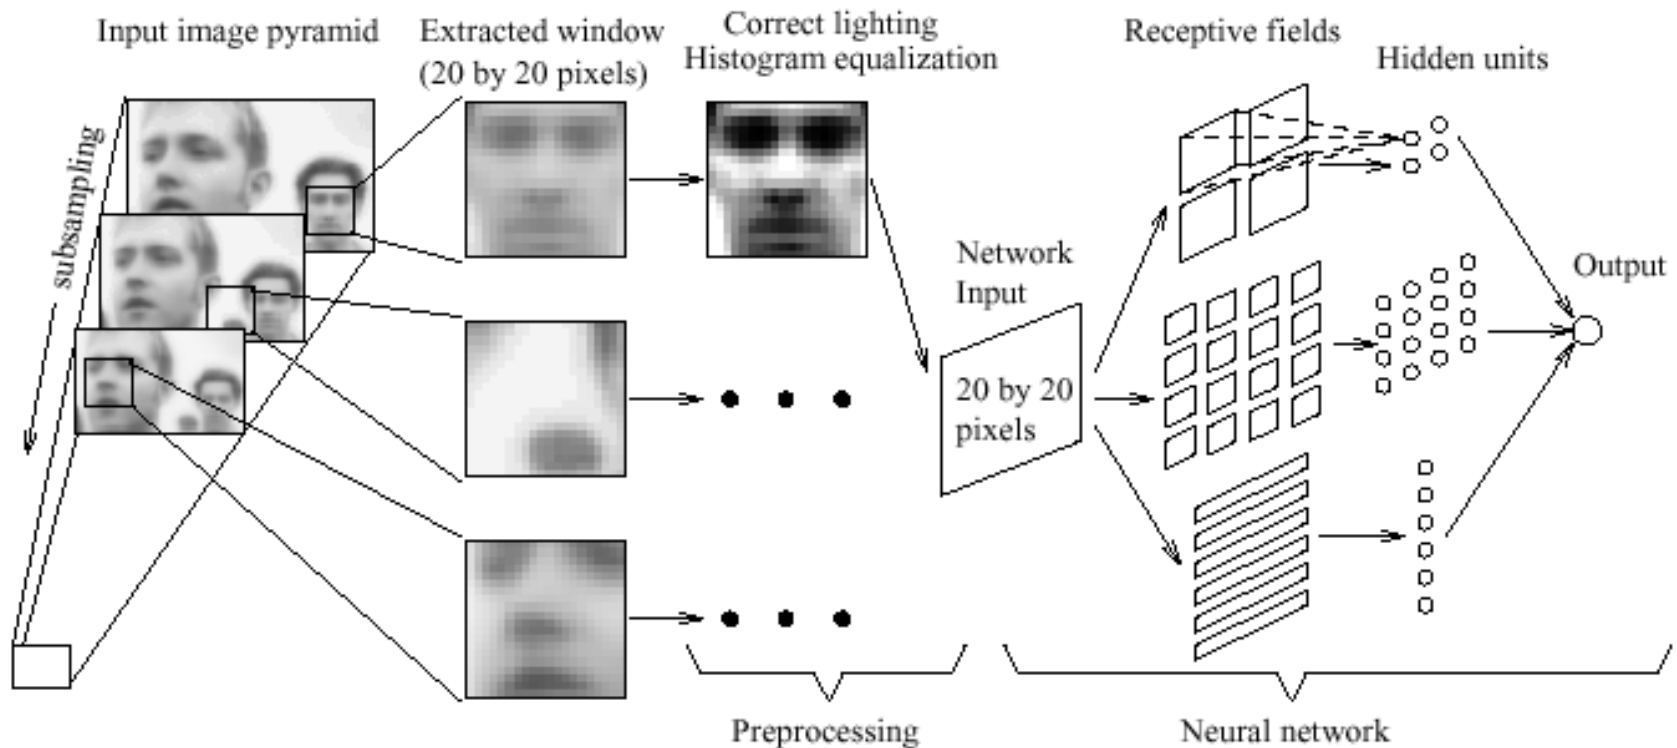 Input image pyramid
Extracted window
(20 by 20 pixels)
Correct lighting
Histogram equalization
Receptive fields
Hidden units
subsampling
Network
Input
Output
20 by 20
pixels
Preprocessing
Neural network